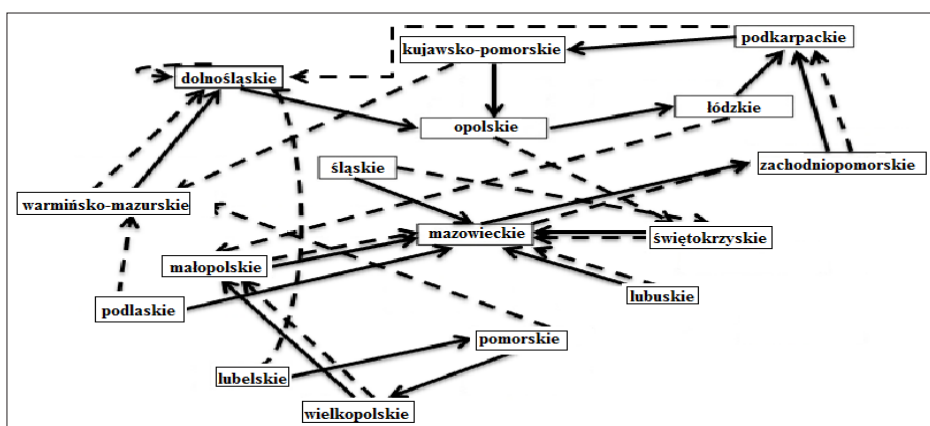 podkarpackie
kujawsko-pomorskie
dolnośląskie
łódzkie
opolskie
śląskie
zachodniopomorskie
warmińsko-mazurskie
mazowieckie
świętokrzyskie
małopolskie
lubuskie
podlaskie
pomorskie
lubelskie
wielkopolskie